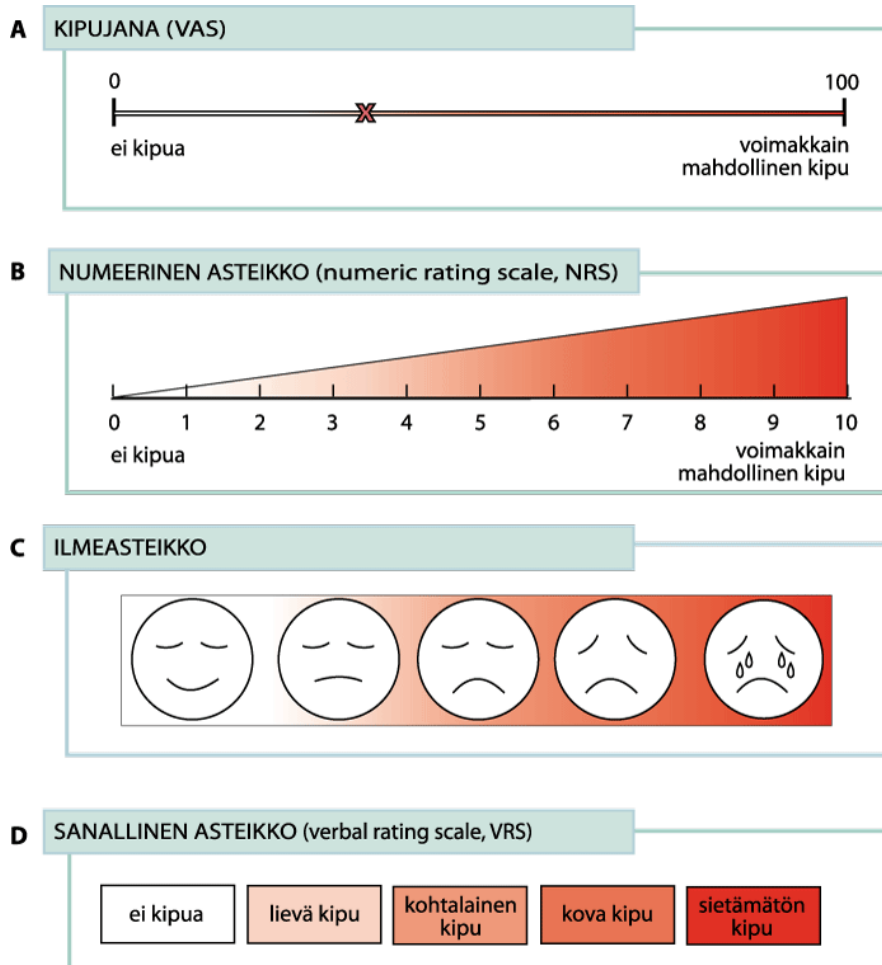 A KIPUJANA (VAS)
0 100
X
ei kipua voimakkain
mahdollinen kipu
B NUMEERINEN ASTEIKKO (numeric rating scale, NRS)
0 1 2 3 4 5 6 7 8 9 10
ei kipua voimakkain
mahdollinen kipu
C ILMEASTEIKKO
D SANALLINEN ASTEIKKO (verbal rating scale, VRS)
ei kipua
lievä kipu
kohtalainen
kipu
kova kipu
sietämätön
kipu